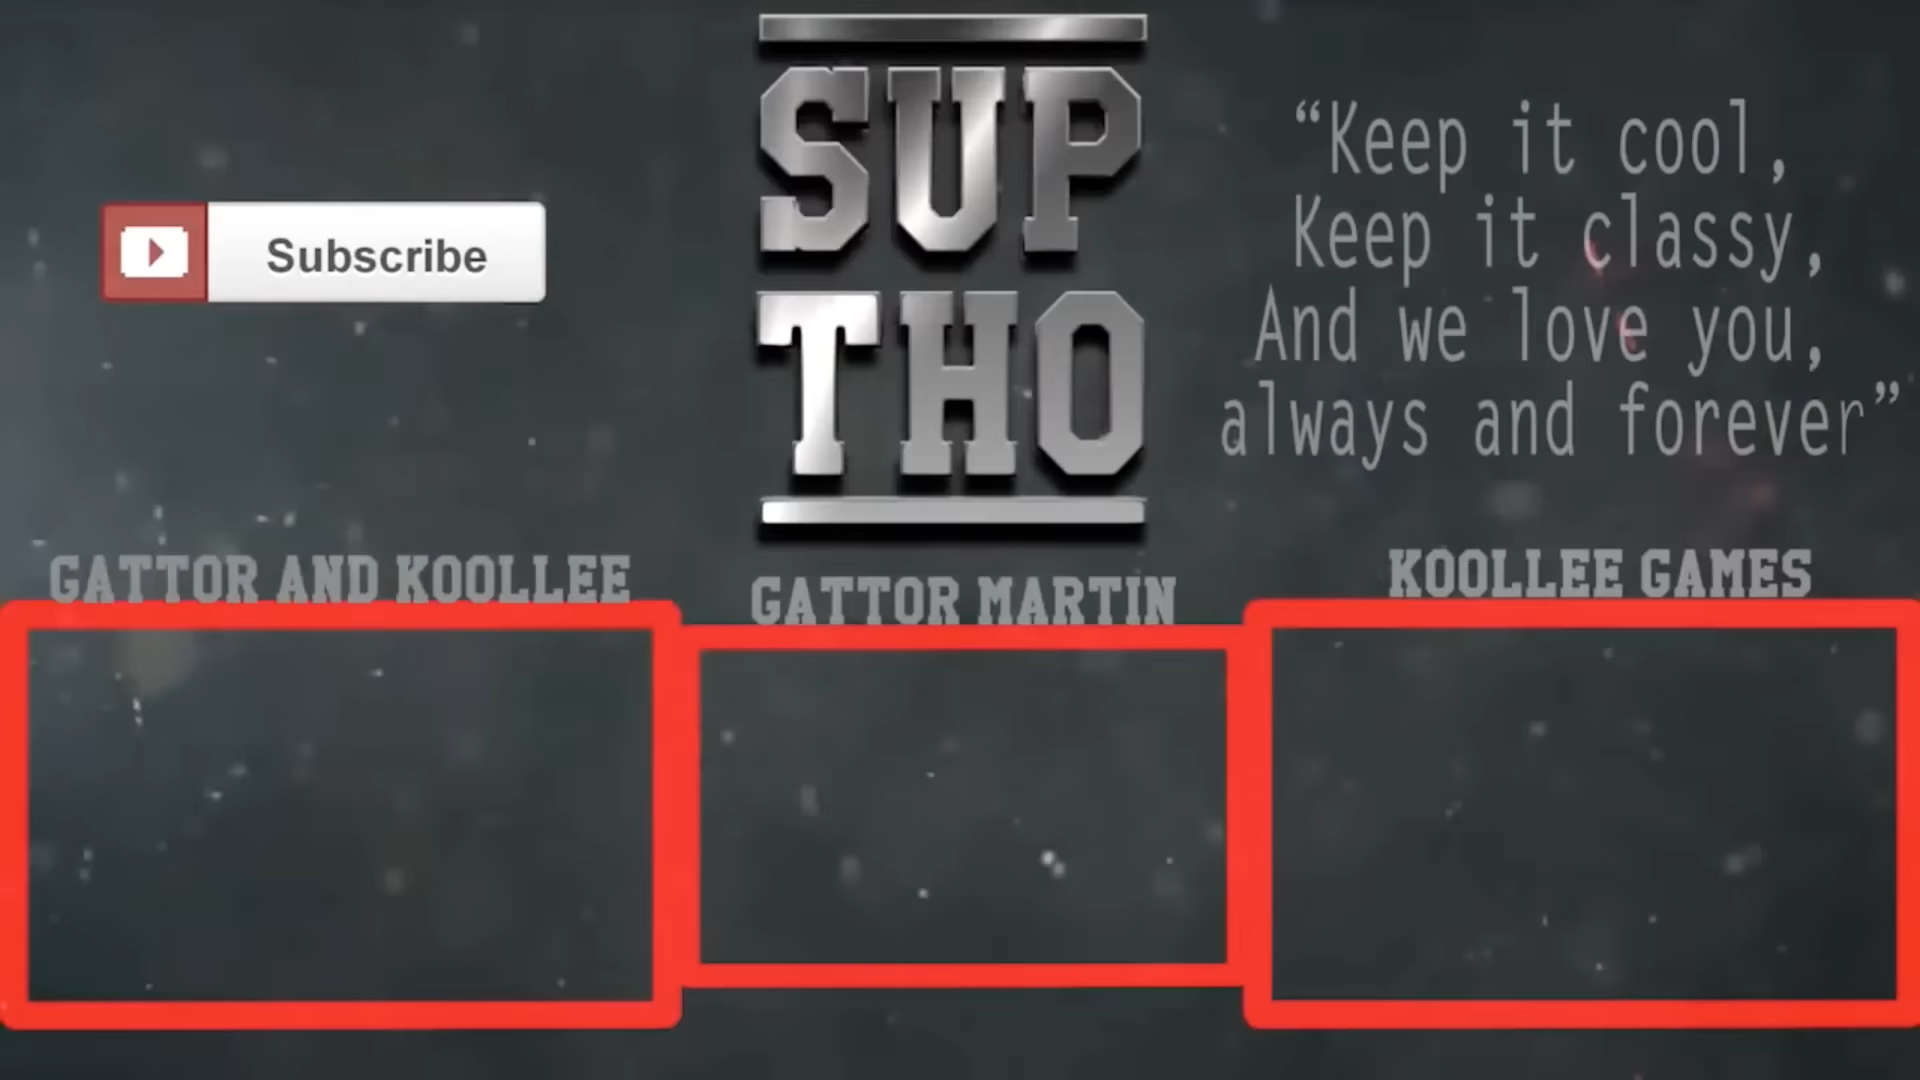 SUP
THO
Subscribe
“Keep it cool,
Keep it classy,
And we love you,
always and forever”
GATTOR AND KOOLLEE
GATTOR MARTIN
KOOLLEE GAMES